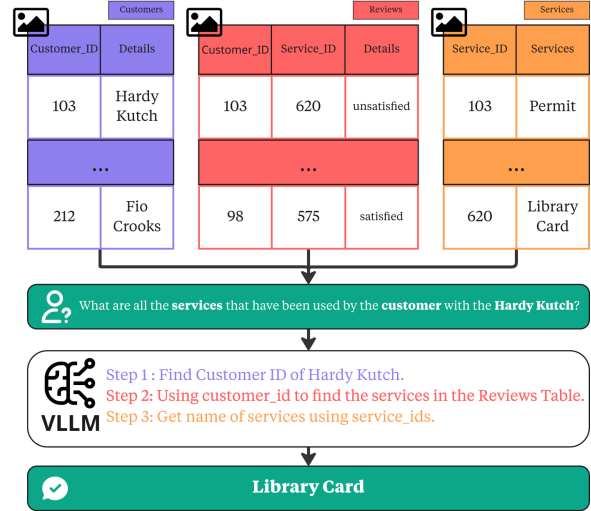 Customers
Reviews
Services
Customer_ID Details
Customer_ID Service_ID Details
Service_ID Services
103 Hardy Kutch
103 620 unsatisfied
103 Permit
...
...
...
212 Fio Crooks
98 575 satisfied
620 Library Card
What are all the services that have been used by the customer with the Hardy Kutch?
VLLM
Step 1 : Find Customer ID of Hardy Kutch.
Step 2: Using customer_id to find the services in the Reviews Table.
Step 3: Get name of services using service_ids.
Library Card